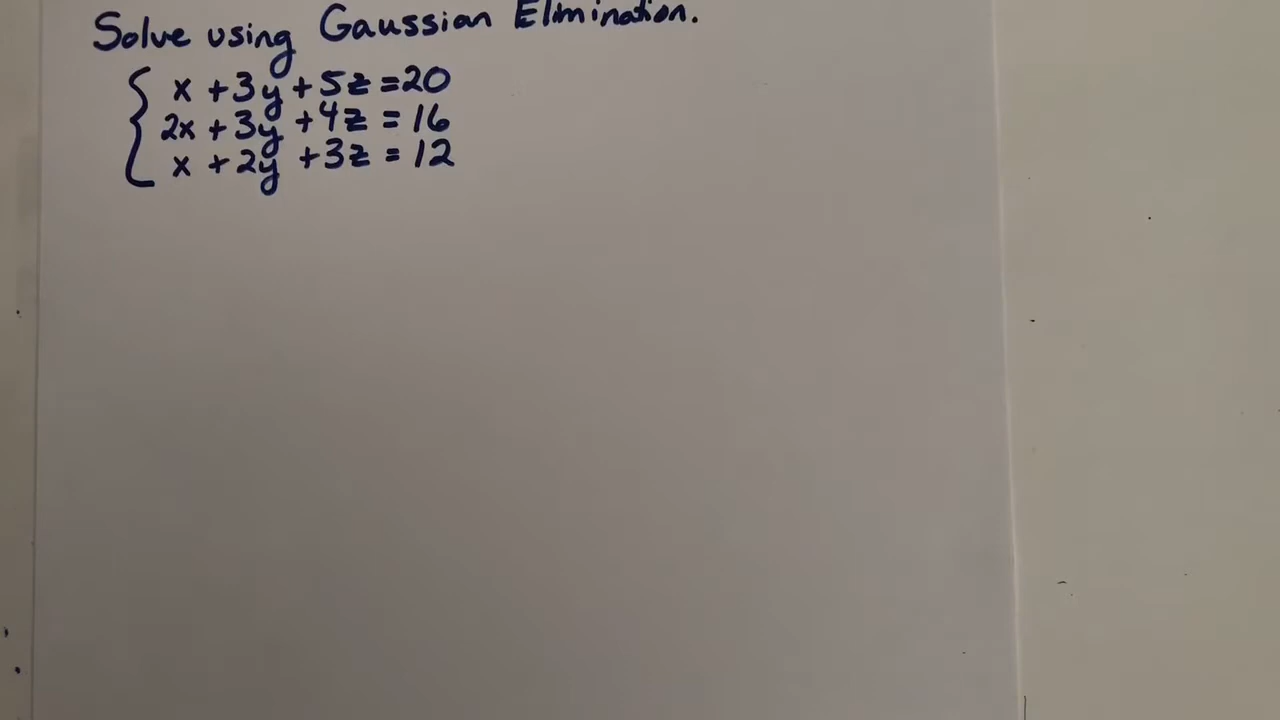 Solve using Gaussian Elimination.
x + 3y + 5z = 20
2x + 3y + 4z = 16
x + 2y + 3z = 12